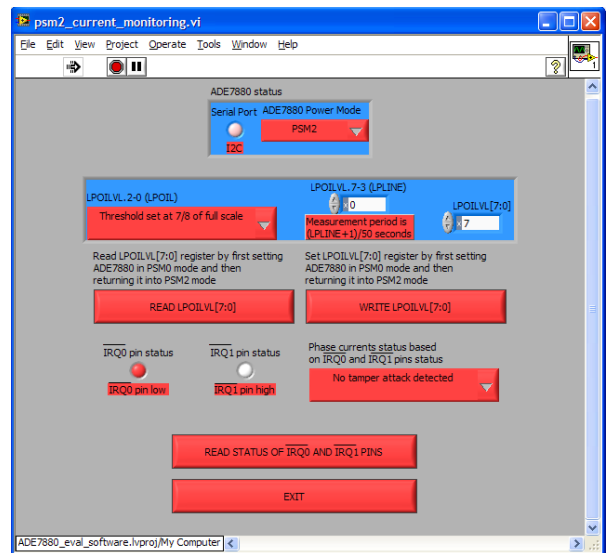 psm2_current_monitoring.vi
File Edit View Project Operate Tools Window Help
1
ADE7880 status
Serial Port ADE7880 Power Mode
PSM2
I2C
LPOILVL.2-0 (LPOIL)
Threshold set at 7/8 of full scale
LPOILVL.7-3 (LPLINE)
x0
Measurement period is
(LPLINE+1)/50 seconds
LPOILVL[7:0]
x7
Read LPOILVL[7:0] register by first setting
ADE7880 in PSM0 mode and then
returning it into PSM2 mode
Set LPOILVL[7:0] register by first setting
ADE7880 in PSM0 mode and then
returning it into PSM2 mode
READ LPOILVL[7:0]
WRITE LPOILVL[7:0]
IRQ0 pin status
IRQ0 pin low
IRQ1 pin status
IRQ1 pin high
Phase currents status based
on IRQ0 and IRQ1 pins status
No tamper attack detected
READ STATUS OF IRQ0 AND IRQ1 PINS
EXIT
ADE7880_eval_software.lvproj/My Computer